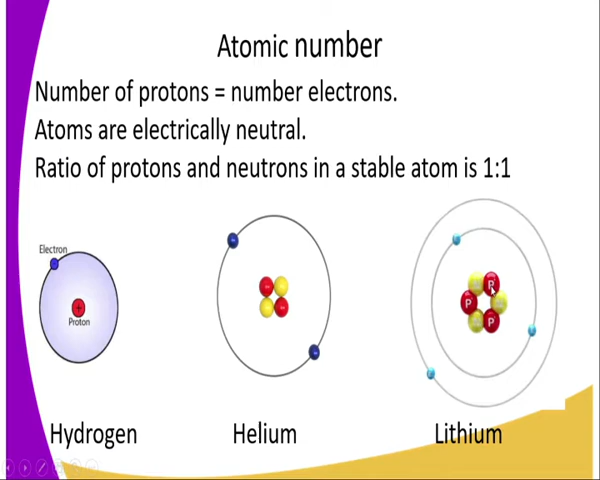 Atomic number
Number of protons = number electrons.
Atoms are electrically neutral.
Ratio of protons and neutrons in a stable atom is 1:1
Electron
+
Proton
P
P
P
Hydrogen
Helium
Lithium